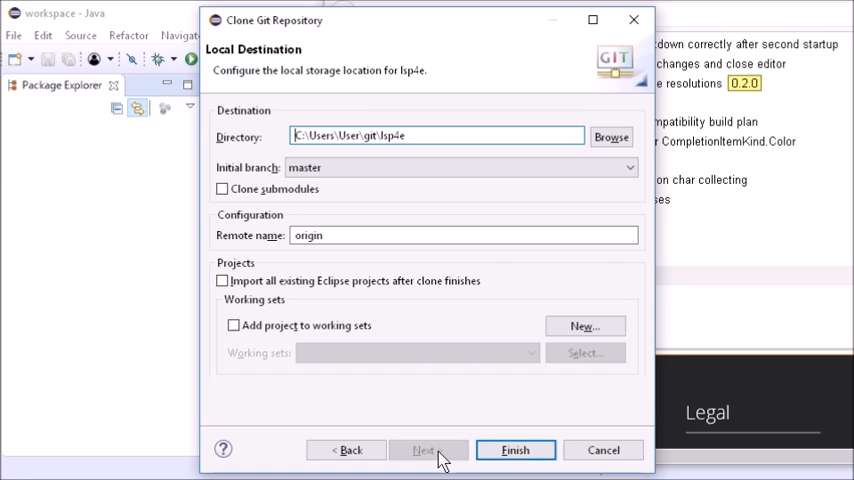 workspace - Java
File Edit Source Refactor Navigat
Package Explorer
Clone Git Repository
Local Destination
Configure the local storage location for lsp4e.
GIT
Destination
Directory: C:\Users\User\git\lsp4e Browse
Initial branch: master
Clone submodules
Configuration
Remote name: origin
Projects
Import all existing Eclipse projects after clone finishes
Working sets
Add project to working sets New...
Working sets: Select...
? < Back Next Finish Cancel
down correctly after second startup
changes and close editor
e resolutions 0.2.0
mpatibility build plan
r CompletionItemKind.Color
on char collecting
ses
Legal